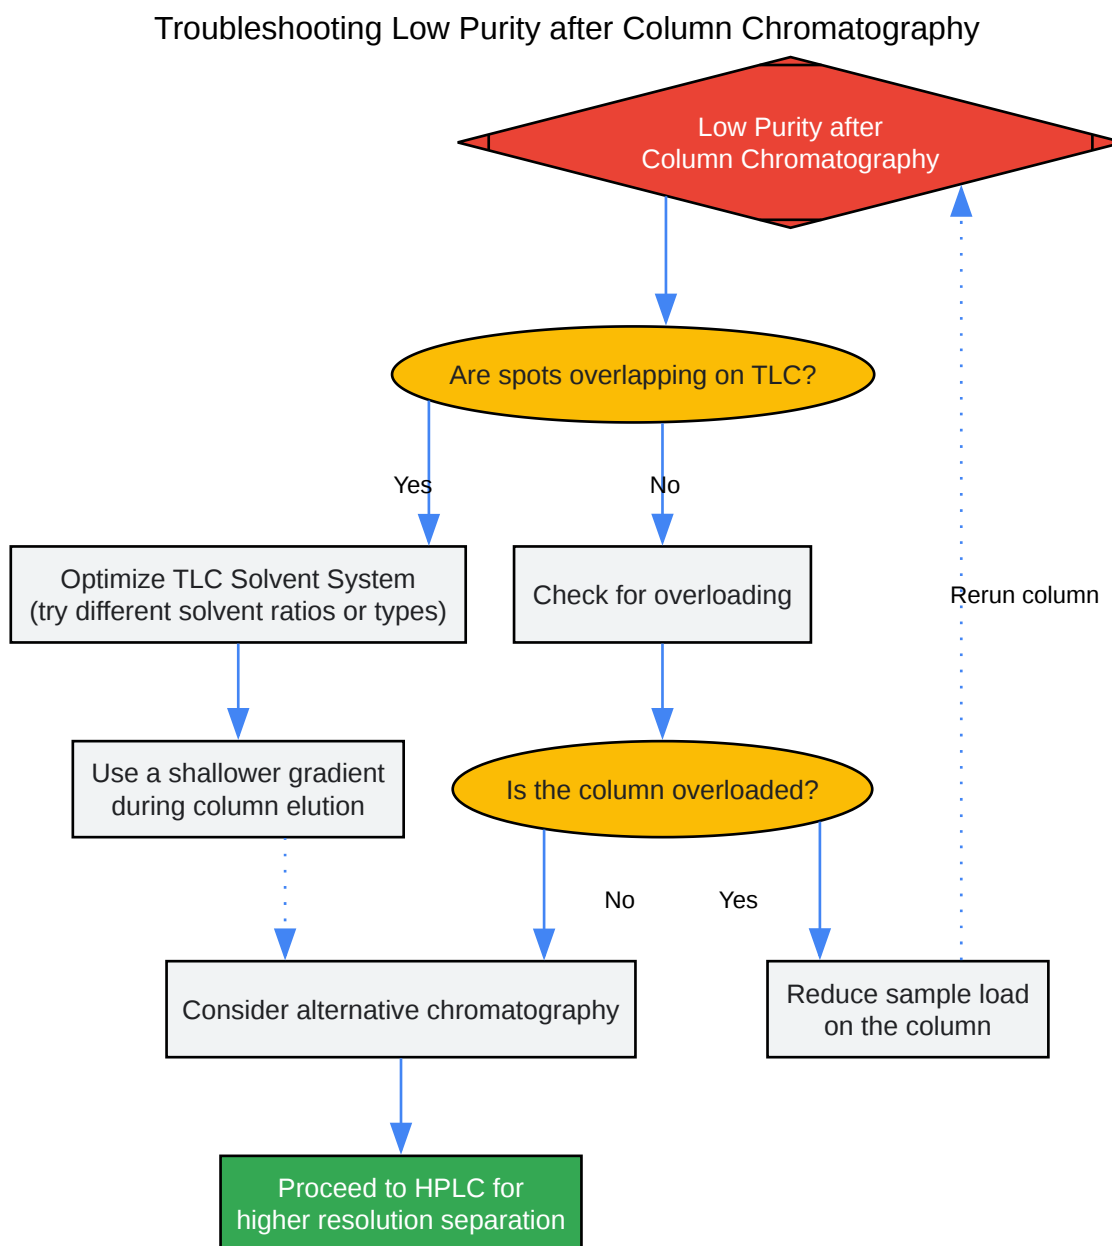 Troubleshooting Low Purity after Column Chromatography
Low Purity after
Column Chromatography
Are spots overlapping on TLC?
Yes
No
Optimize TLC Solvent System
(try different solvent ratios or types)
Check for overloading
Rerun column
Use a shallower gradient
during column elution
Is the column overloaded?
No
Yes
Consider alternative chromatography
Reduce sample load
on the column
Proceed to HPLC for
higher resolution separation